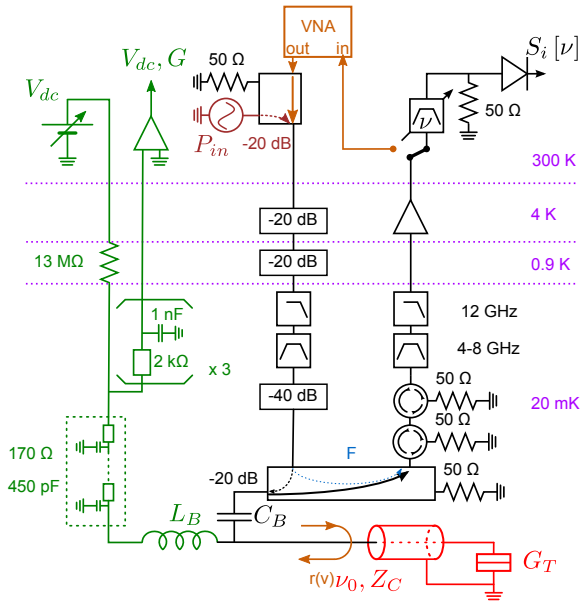 VNA
out in
50 Ω
S_i [ν]
V_dc, G
V_dc
ν
50 Ω
P_in
-20 dB
300 K
-20 dB
4 K
13 MΩ
-20 dB
0.9 K
1 nF
12 GHz
2 kΩ
x 3
4-8 GHz
50 Ω
-40 dB
20 mK
50 Ω
170 Ω
F
450 pF
-20 dB
50 Ω
L_B
C_B
r(ν)
ν_0, Z_C
G_T